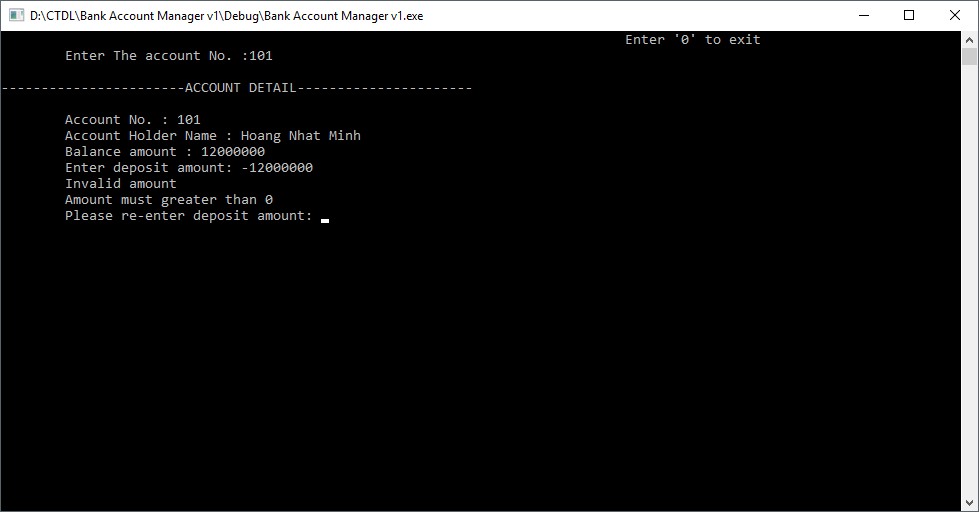 D:\CTDL\Bank Account Manager v1\Debug\Bank Account Manager v1.exe
Enter '0' to exit
Enter The account No. :101
-----------------------ACCOUNT DETAIL----------------------
Account No. : 101
Account Holder Name : Hoang Nhat Minh
Balance amount : 12000000
Enter deposit amount: -12000000
Invalid amount
Amount must greater than 0
Please re-enter deposit amount: